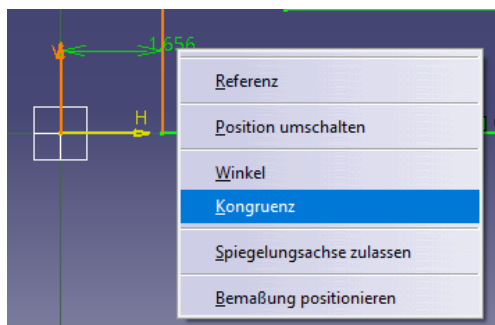 V
1,656
H
Referenz
Position umschalten
Winkel
Kongruenz
Spiegelungsachse zulassen
Bemaßung positionieren